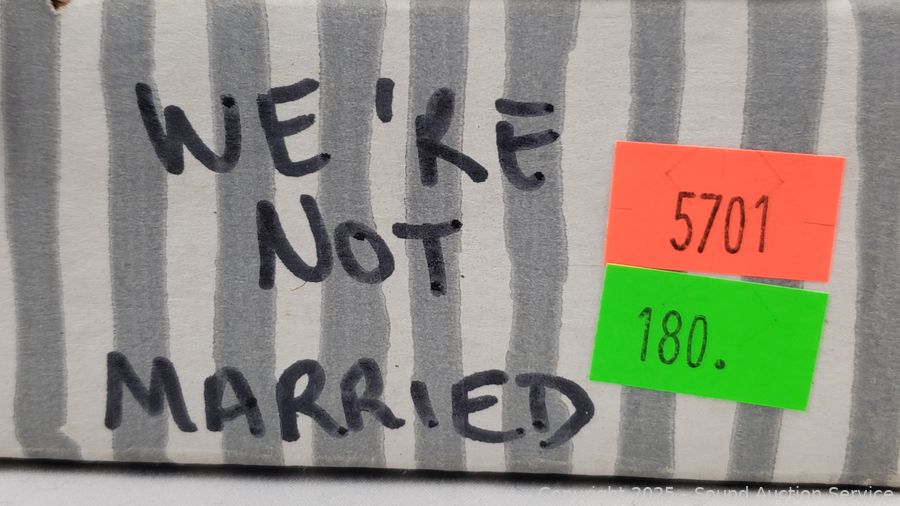 WE'RE
NOT
MARRIED
5701
180.
Copyright 2025 - Sound Auction Service